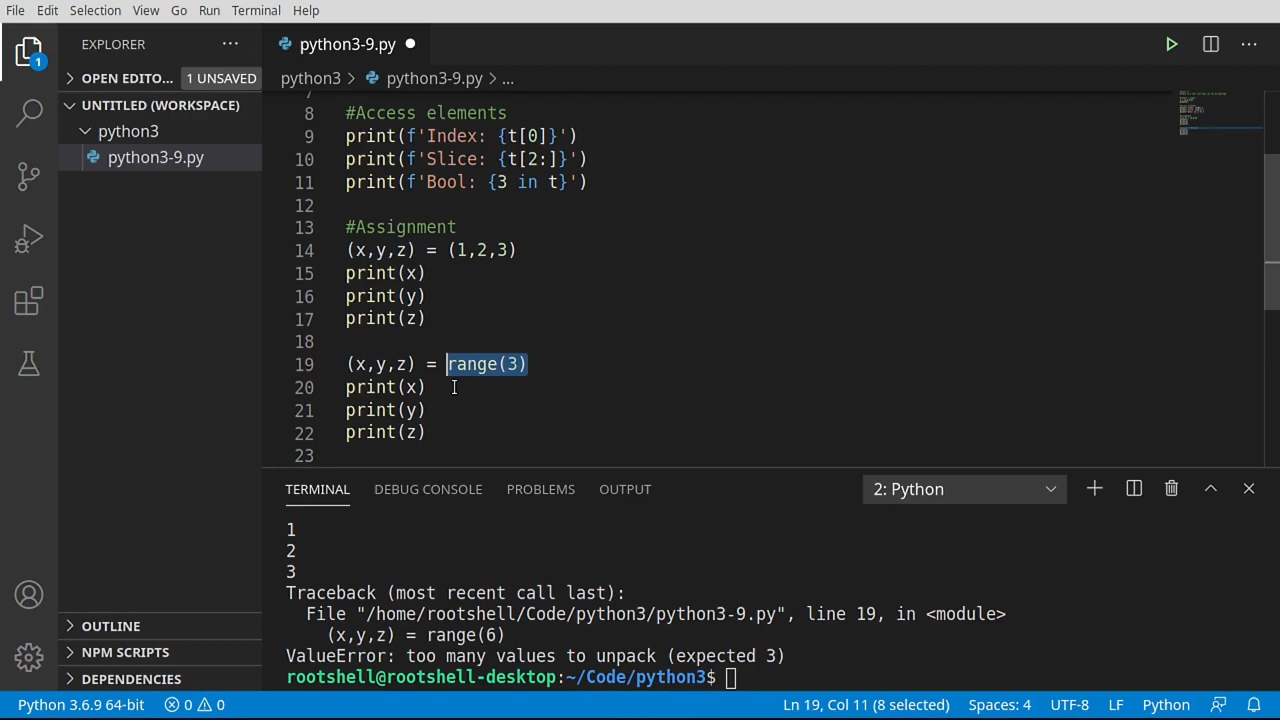 File Edit Selection View Go Run Terminal Help
EXPLORER
python3-9.py
OPEN EDITO... 1 UNSAVED
python3 > python3-9.py > ...
UNTITLED (WORKSPACE)
python3
python3-9.py
1
7
8 #Access elements
9 print(f'Index: {t[0]}')
10 print(f'Slice: {t[2:]}')
11 print(f'Bool: {3 in t}')
12
13 #Assignment
14 (x,y,z) = (1,2,3)
15 print(x)
16 print(y)
17 print(z)
18
19 (x,y,z) = range(3)
20 print(x)
21 print(y)
22 print(z)
23
TERMINAL DEBUG CONSOLE PROBLEMS OUTPUT 2: Python
1
2
3
Traceback (most recent call last):
File "/home/rootshell/Code/python3/python3-9.py", line 19, in <module>
(x,y,z) = range(6)
ValueError: too many values to unpack (expected 3)
rootshell@rootshell-desktop:~/Code/python3$
OUTLINE
NPM SCRIPTS
DEPENDENCIES
Python 3.6.9 64-bit 0 0 Ln 19, Col 11 (8 selected) Spaces: 4 UTF-8 LF Python